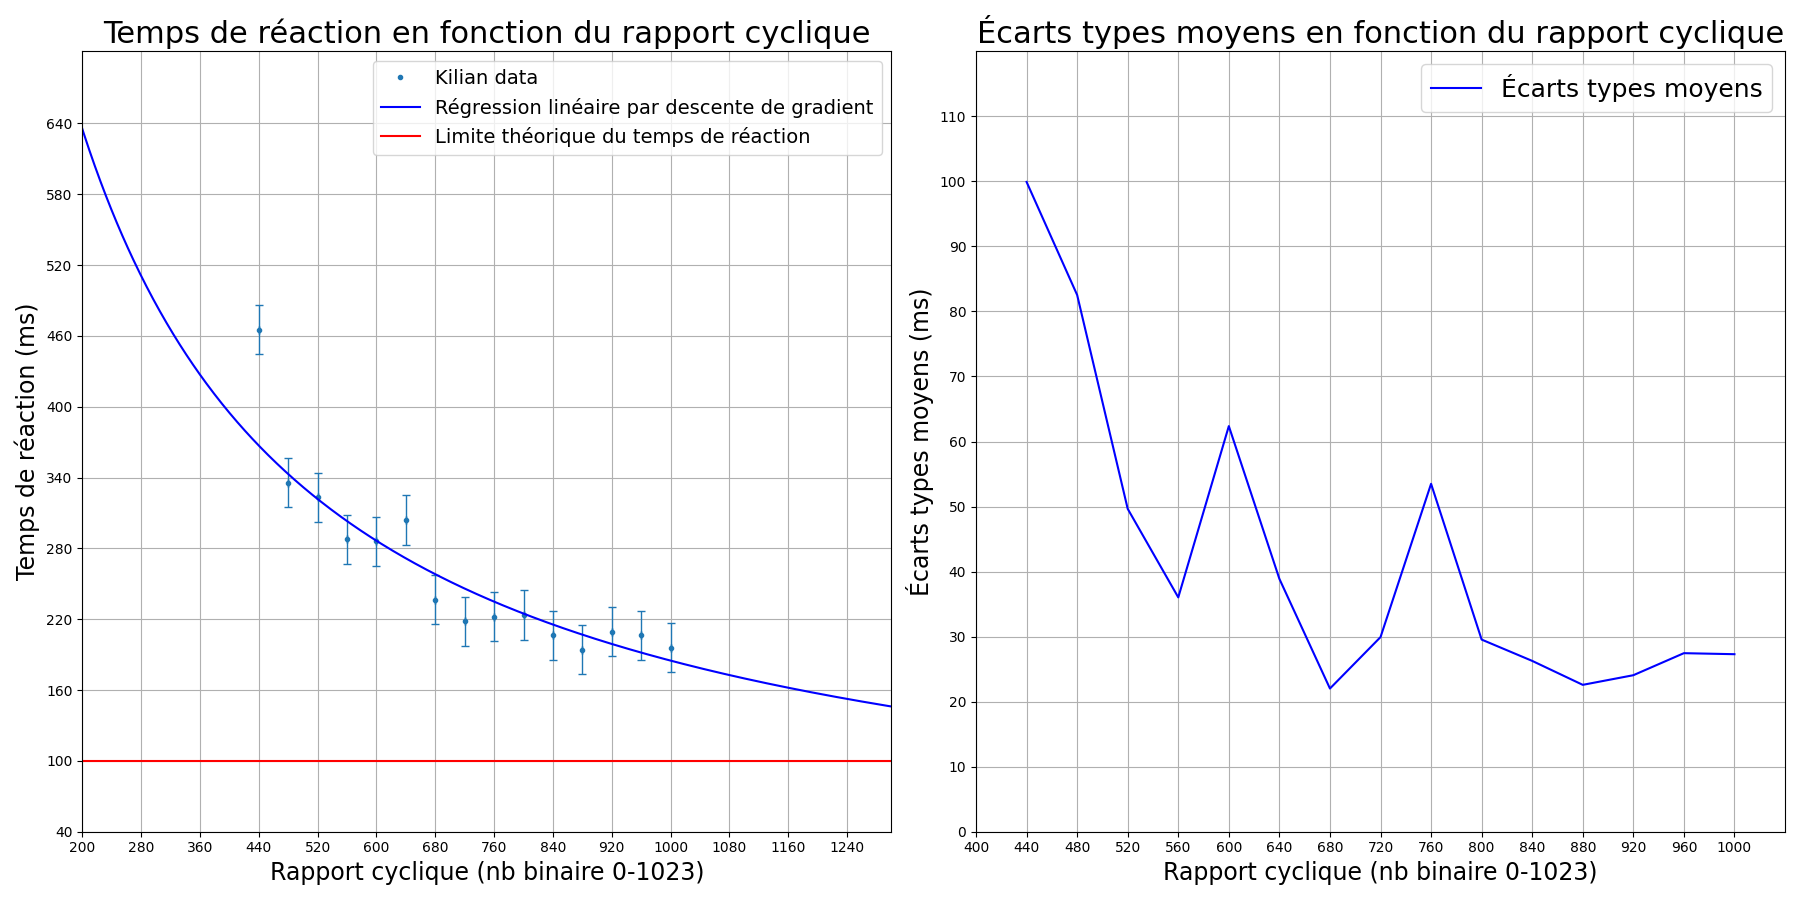 Temps de réaction en fonction du rapport cyclique
Kilian data
Régression linéaire par descente de gradient
Limite théorique du temps de réaction
Temps de réaction (ms)
640
580
520
460
400
340
280
220
160
100
40
200 280 360 440 520 600 680 760 840 920 1000 1080 1160 1240
Rapport cyclique (nb binaire 0-1023)
Écarts types moyens en fonction du rapport cyclique
Écarts types moyens
Écarts types moyens (ms)
110
100
90
80
70
60
50
40
30
20
10
0
400 440 480 520 560 600 640 680 720 760 800 840 880 920 960 1000
Rapport cyclique (nb binaire 0-1023)